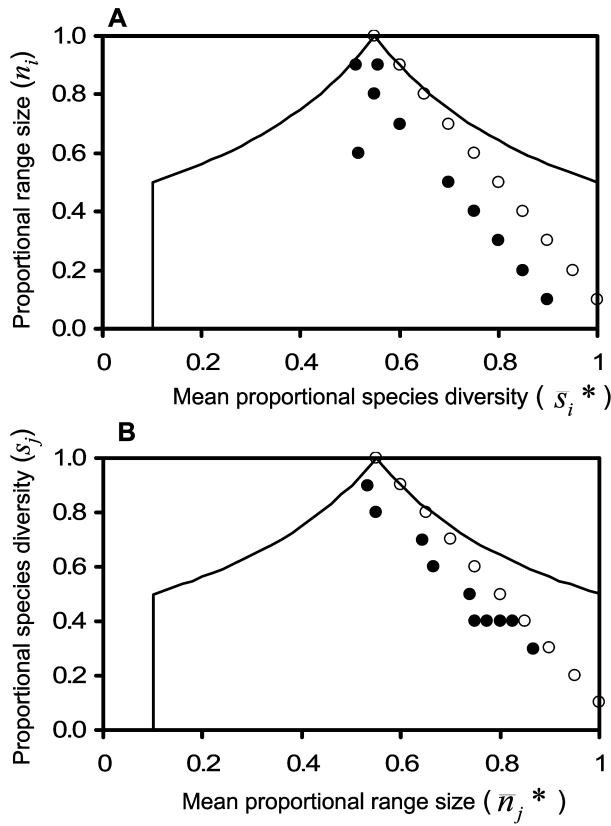 A
Proportional range size (nᵢ)
1.0
0.8
0.6
0.4
0.2
0.0
0 0.2 0.4 0.6 0.8 1
Mean proportional species diversity ( s̅ᵢ * )
B
Proportional species diversity (sⱼ)
1.0
0.8
0.6
0.4
0.2
0.0
0 0.2 0.4 0.6 0.8 1
Mean proportional range size ( n̅ⱼ * )